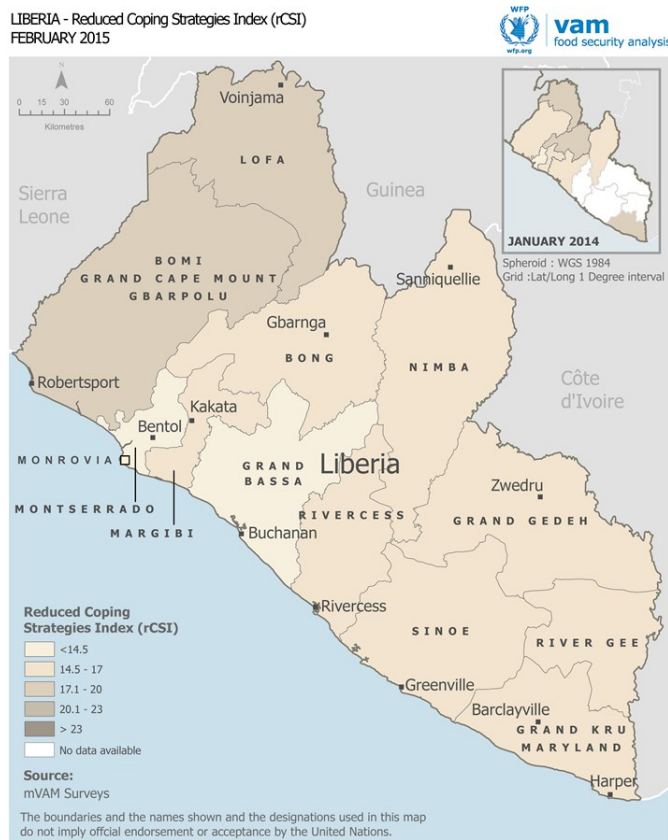 LIBERIA - Reduced Coping Strategies Index (rCSI)
FEBRUARY 2015
WFP
wfp.org
vam
food security analysis
N
0 15 30 60
Kilometres
Voinjama
LOFA
Sierra
Leone
Guinea
JANUARY 2014
Spheroid : WGS 1984
Grid :Lat/Long 1 Degree interval
BOMI
GRAND CAPE MOUNT
GBARPOLU
Sanniquellie
Gbarnga
BONG
NIMBA
Côte
d'Ivoire
Robertsport
Kakata
Bentol
MONROVIA
GRAND
BASSA
Liberia
Zwedru
MONTSERRADO
RIVERCESS
GRAND GEDEH
MARGIBI
Buchanan
Rivercess
SINOE
RIVER GEE
Greenville
Barclayville
GRAND KRU
MARYLAND
Harper
Reduced Coping
Strategies Index (rCSI)
<14.5
14.5 - 17
17.1 - 20
20.1 - 23
> 23
No data available
Source:
mVAM Surveys
The boundaries and the names shown and the designations used in this map
do not imply offcial endorsement or acceptance by the United Nations.